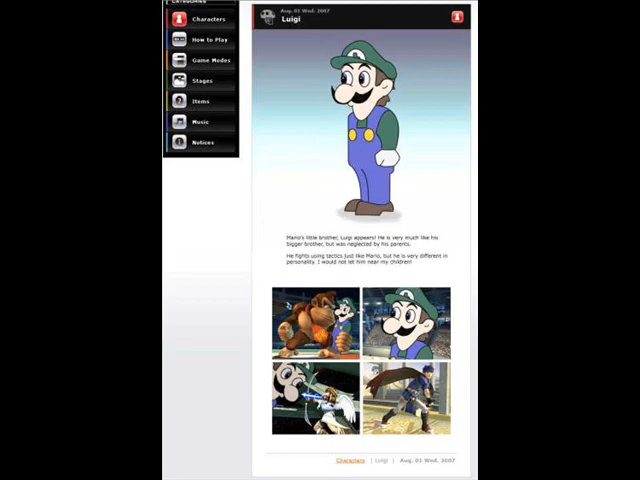 CATEGORIES
Characters
How to Play
Game Modes
Stages
Items
Music
Notices
Aug. 01 Wed. 2007
Luigi
Mario's little brother, Luigi appears! He is very much like his
bigger brother, but was neglected by his parents.
He fights using tactics just like Mario, but he is very different in
personality. I would not let him near my children!
Characters | Luigi | Aug. 01 Wed. 2007